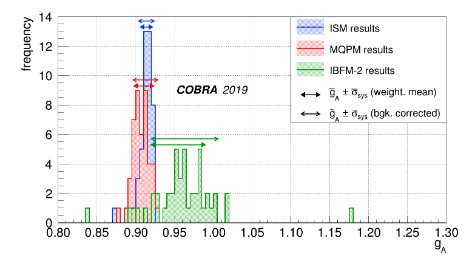 frequency
14
12
10
8
6
4
2
0
COBRA 2019
ISM results
MQPM results
IBFM-2 results
g̅A ± σ̅sys (weight. mean)
g̃A ± σ̅sys (bgk. corrected)
0.80 0.85 0.90 0.95 1.00 1.05 1.10 1.15 1.20 1.25 1.30
gA